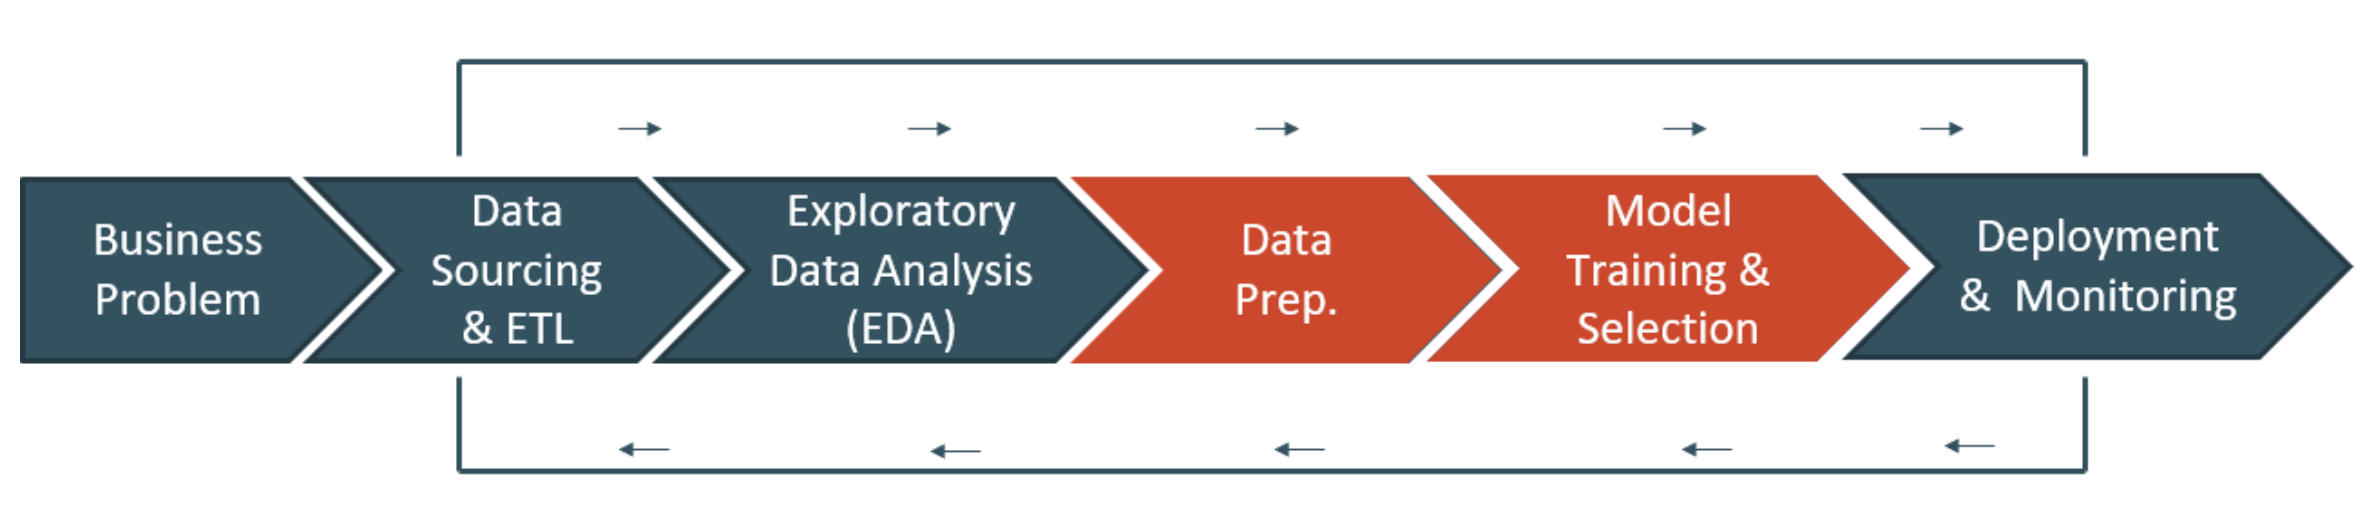 Business
Problem
Data
Sourcing
& ETL
Exploratory
Data Analysis
(EDA)
Data
Prep.
Model
Training &
Selection
Deployment
&  Monitoring